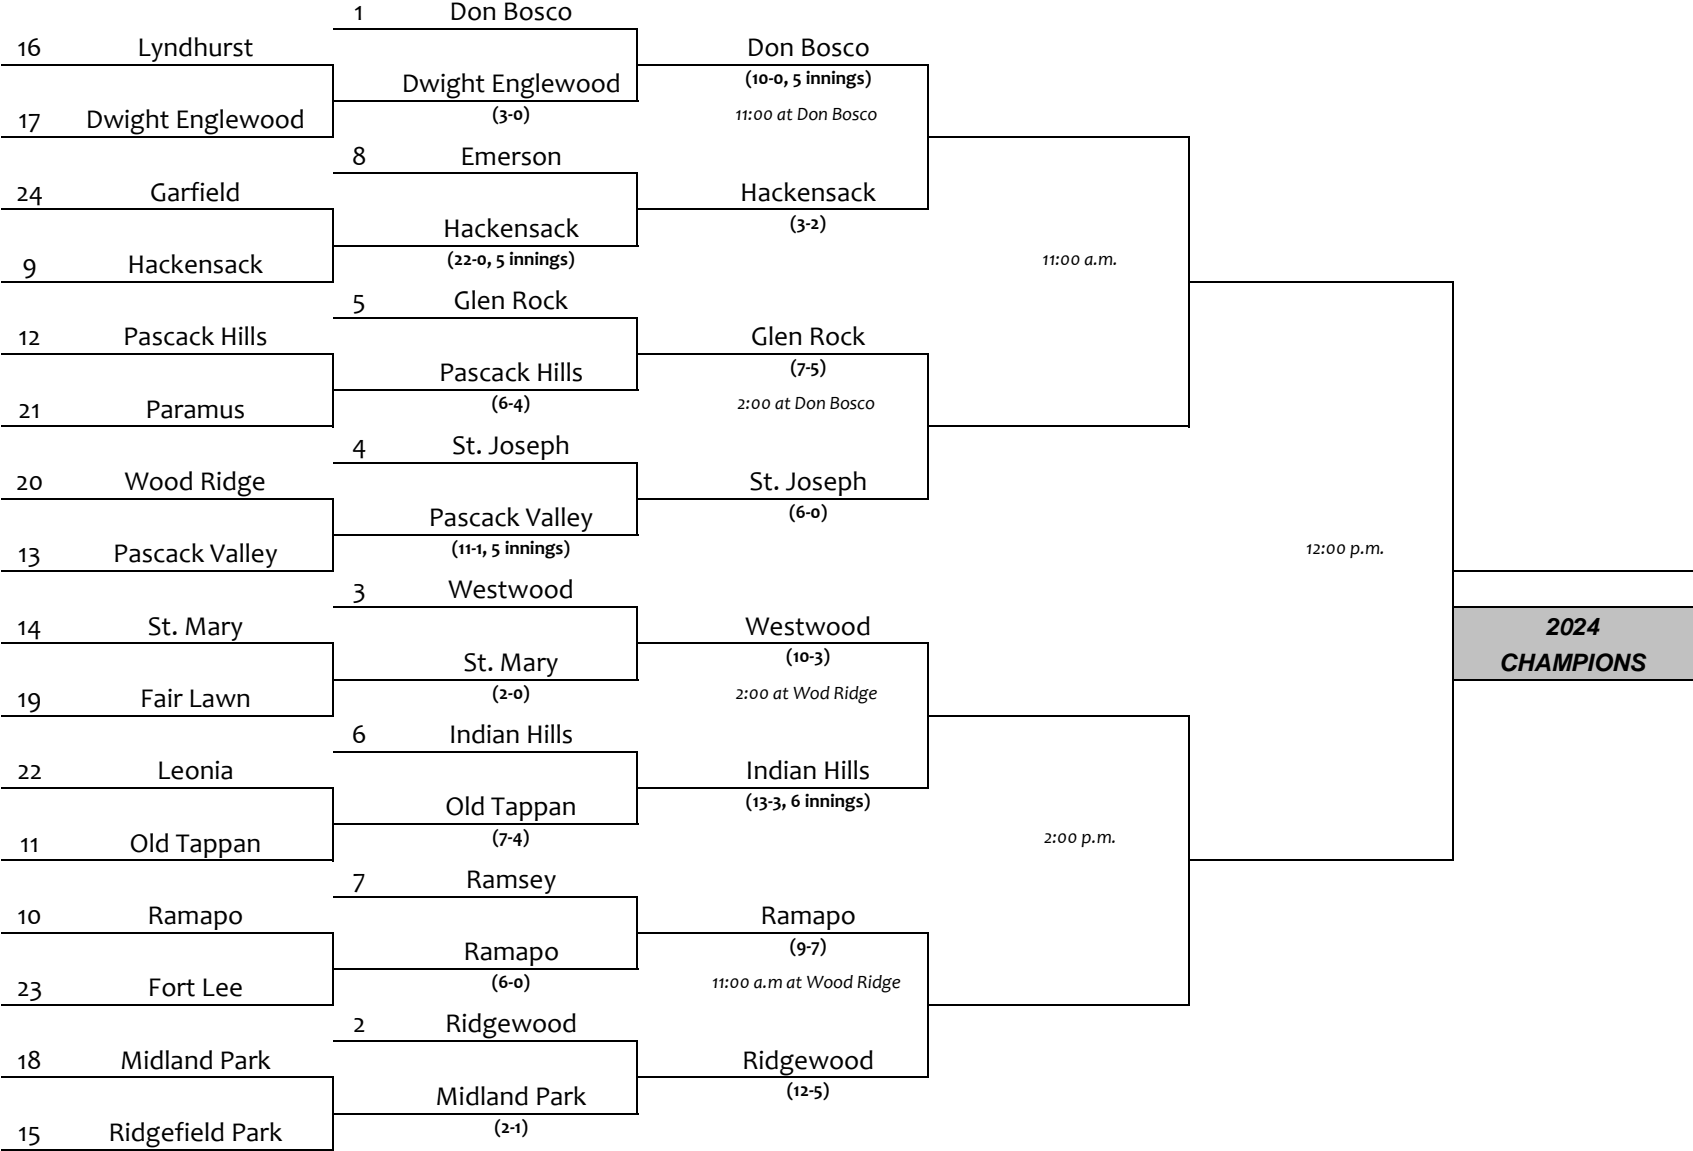 1 Don Bosco
16 Lyndhurst Don Bosco
(10-0, 5 innings)
Dwight Englewood
(3-0)
11:00 at Don Bosco
17 Dwight Englewood
8 Emerson
24 Garfield Hackensack
(3-2)
Hackensack
(22-0, 5 innings)
11:00 a.m.
9 Hackensack
5 Glen Rock
12 Pascack Hills Glen Rock
(7-5)
Pascack Hills
(6-4)
2:00 at Don Bosco
21 Paramus
4 St. Joseph
20 Wood Ridge St. Joseph
(6-0)
Pascack Valley
(11-1, 5 innings)
12:00 p.m.
13 Pascack Valley
3 Westwood
14 St. Mary Westwood
(10-3)
2024
CHAMPIONS
St. Mary
(2-0)
2:00 at Wod Ridge
19 Fair Lawn
6 Indian Hills
22 Leonia Indian Hills
(13-3, 6 innings)
Old Tappan
(7-4)
2:00 p.m.
11 Old Tappan
7 Ramsey
10 Ramapo Ramapo
(9-7)
Ramapo
(6-0)
11:00 a.m at Wood Ridge
23 Fort Lee
2 Ridgewood
18 Midland Park Ridgewood
(12-5)
Midland Park
(2-1)
15 Ridgefield Park